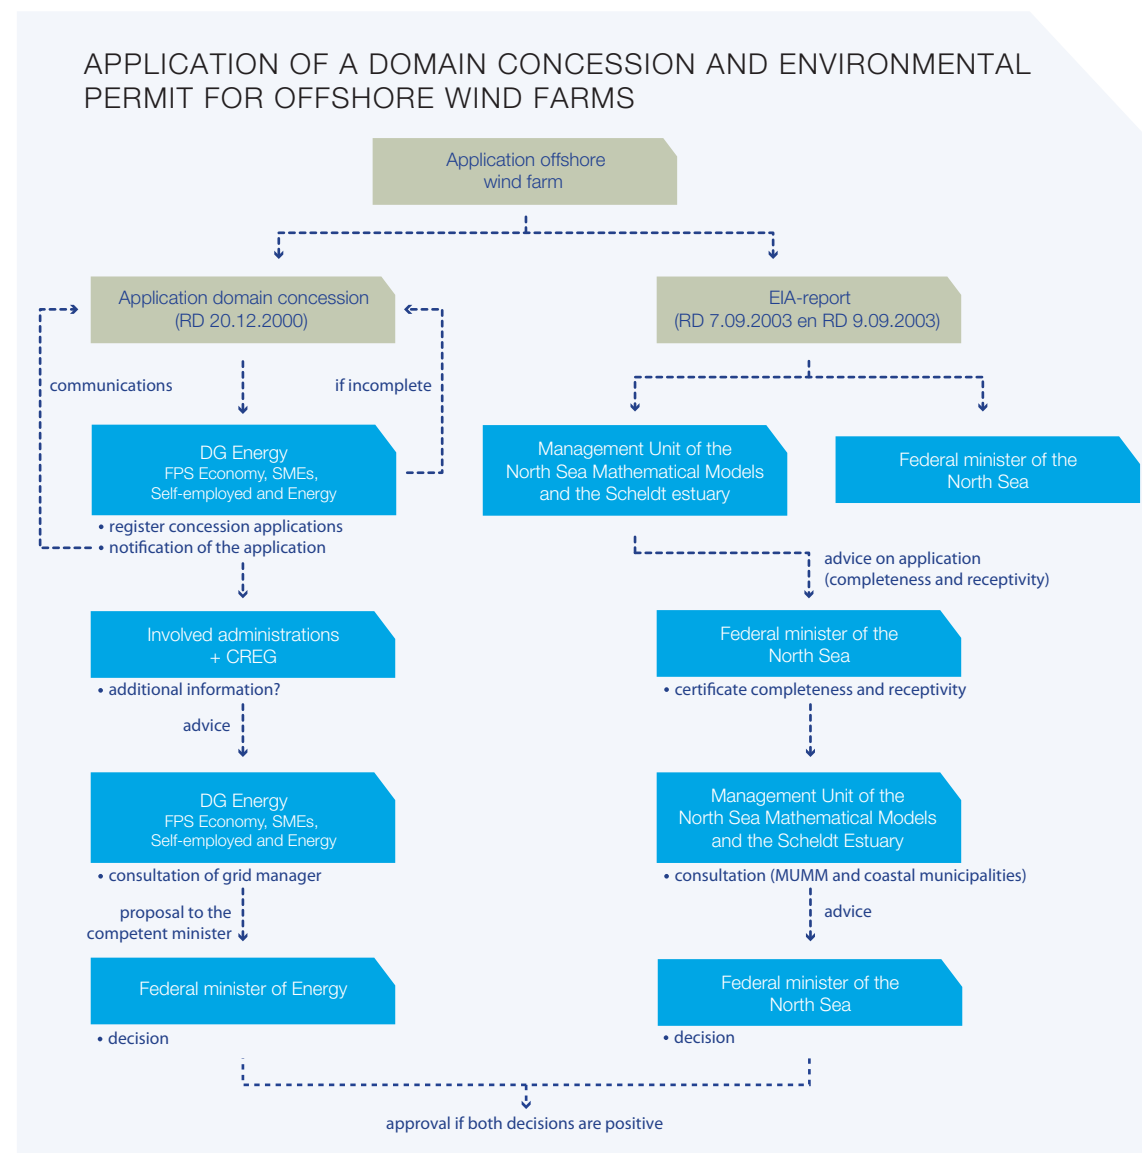 APPLICATION OF A DOMAIN CONCESSION AND ENVIRONMENTAL
PERMIT FOR OFFSHORE WIND FARMS
Application offshore
wind farm
Application domain concession
(RD 20.12.2000)
EIA-report
(RD 7.09.2003 en RD 9.09.2003)
communications
if incomplete
DG Energy
FPS Economy, SMEs,
Self-employed and Energy
• register concession applications
• notification of the application
Management Unit of the
North Sea Mathematical Models
and the Scheldt estuary
Federal minister of the
North Sea
advice on application
(completeness and receptivity)
Involved administrations
+ CREG
• additional information?
advice
Federal minister of the
North Sea
• certificate completeness and receptivity
DG Energy
FPS Economy, SMEs,
Self-employed and Energy
• consultation of grid manager
proposal to the
competent minister
Management Unit of the
North Sea Mathematical Models
and the Scheldt Estuary
• consultation (MUMM and coastal municipalities)
advice
Federal minister of Energy
• decision
Federal minister of the
North Sea
• decision
approval if both decisions are positive